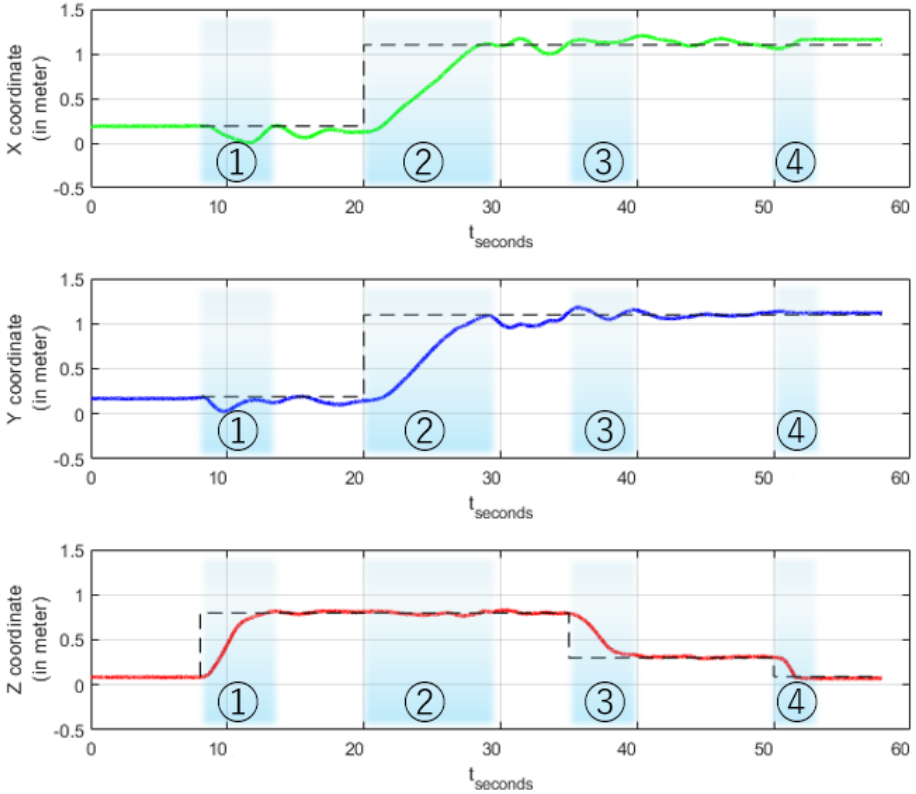 X coordinate
(in meter)
1.5
1
0.5
0
-0.5
① ② ③ ④
0 10 20 30 40 50 60
t_seconds
Y coordinate
(in meter)
1.5
1
0.5
0
-0.5
① ② ③ ④
0 10 20 30 40 50 60
t_seconds
Z coordinate
(in meter)
1.5
1
0.5
0
-0.5
① ② ③ ④
0 10 20 30 40 50 60
t_seconds